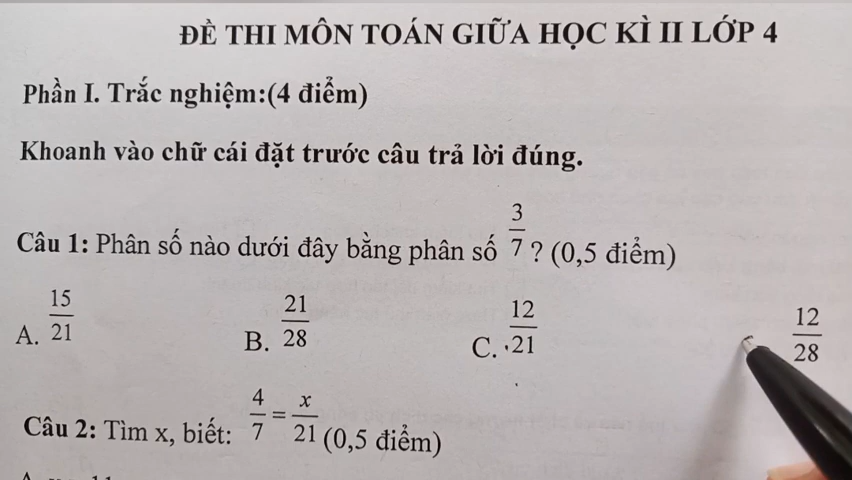 ĐỀ THI MÔN TOÁN GIỮA HỌC KÌ II LỚP 4
Phần I. Trắc nghiệm:(4 điểm)
Khoanh vào chữ cái đặt trước câu trả lời đúng.
Câu 1: Phân số nào dưới đây bằng phân số 3/7 ? (0,5 điểm)
A. 15/21 B. 21/28 C. 12/21 12/28
Câu 2: Tìm x, biết: 4/7 = x/21 (0,5 điểm)